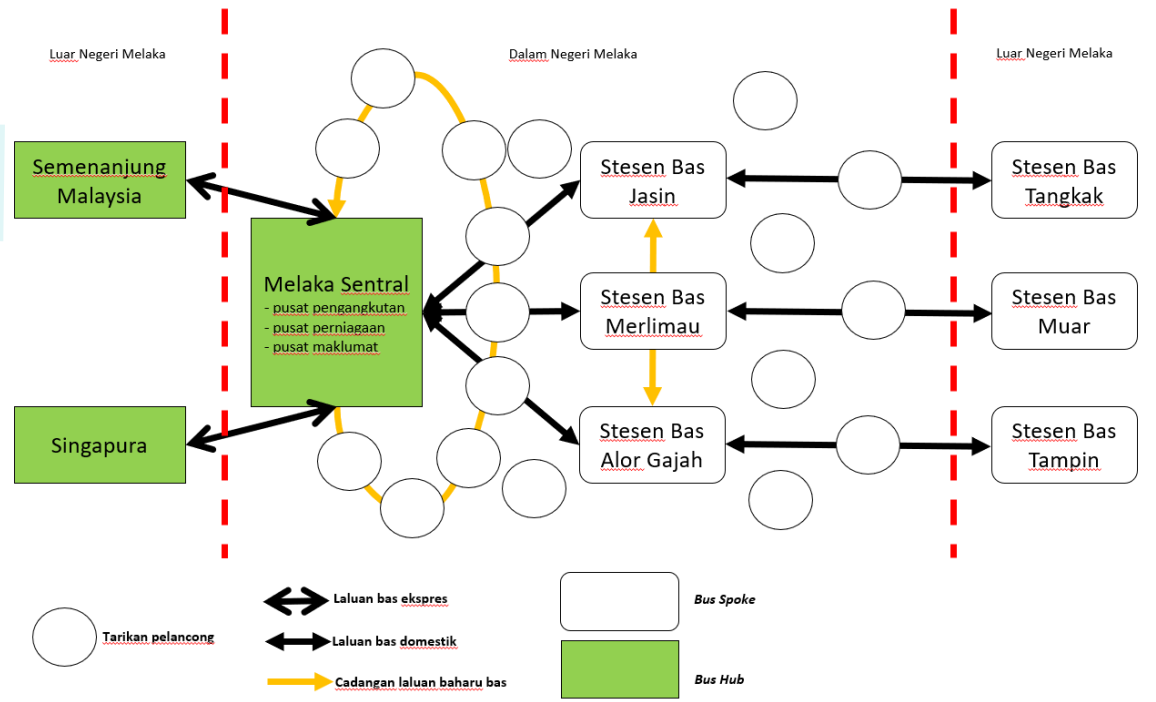 Luar Negeri Melaka
Dalam Negeri Melaka
Luar Negeri Melaka
Semenanjung
Malaysia
Stesen Bas
Jasin
Stesen Bas
Tangkak
Melaka Sentral
- pusat pengangkutan
- pusat perniagaan
- pusat maklumat
Stesen Bas
Merlimau
Stesen Bas
Muar
Singapura
Stesen Bas
Alor Gajah
Stesen Bas
Tampin
Tarikan pelancong
Laluan bas ekspres
Laluan bas domestik
Cadangan laluan baharu bas
Bus Spoke
Bus Hub